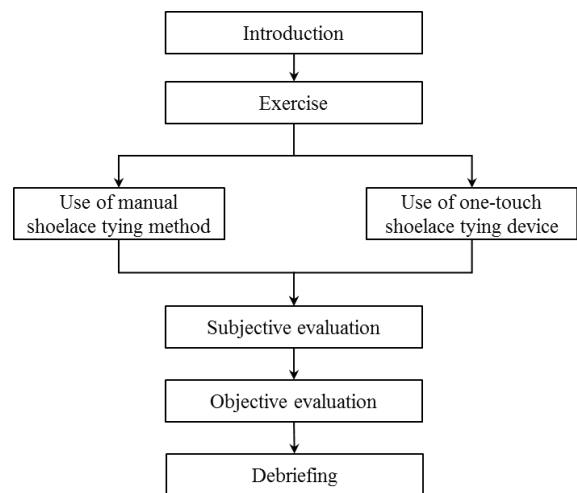 Introduction
Exercise
Use of manual
shoelace tying method
Use of one-touch
shoelace tying device
Subjective evaluation
Objective evaluation
Debriefing